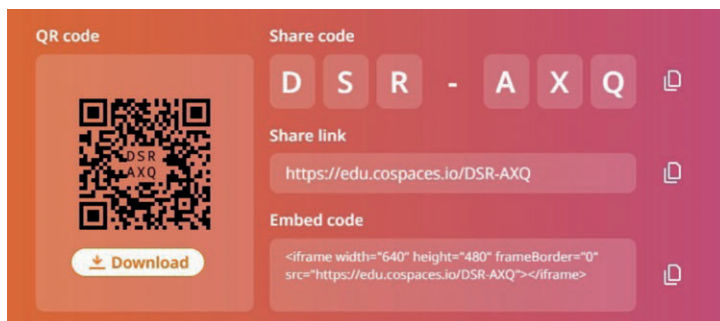 QR code
DSR
AXQ
Download
Share code
D S R - A X Q
Share link
https://edu.cospaces.io/DSR-AXQ
Embed code
<iframe width="640" height="480" frameBorder="0"
src="https://edu.cospaces.io/DSR-AXQ"></iframe>